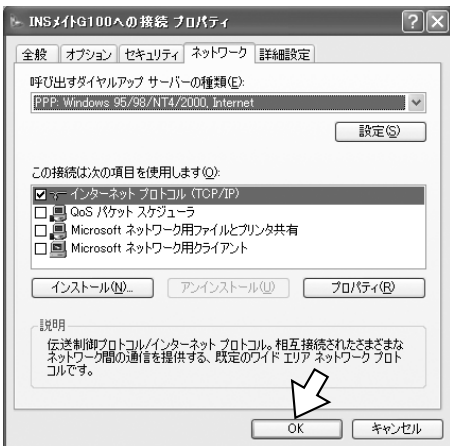 INSメイトG100への接続 プロパティ
全般 オプション セキュリティ ネットワーク 詳細設定
呼び出すダイヤルアップ サーバーの種類(E):
PPP: Windows 95/98/NT4/2000, Internet
設定(S)
この接続は次の項目を使用します(O):
インターネット プロトコル (TCP/IP)
QoS パケット スケジューラ
Microsoft ネットワーク用ファイルとプリンタ共有
Microsoft ネットワーク用クライアント
インストール(N)... アンインストール(U) プロパティ(R)
説明
伝送制御プロトコル/インターネット プロトコル。相互接続されたさまざまな
ネットワーク間の通信を提供する、既定のワイド エリア ネットワーク プロト
コルです。
OK キャンセル